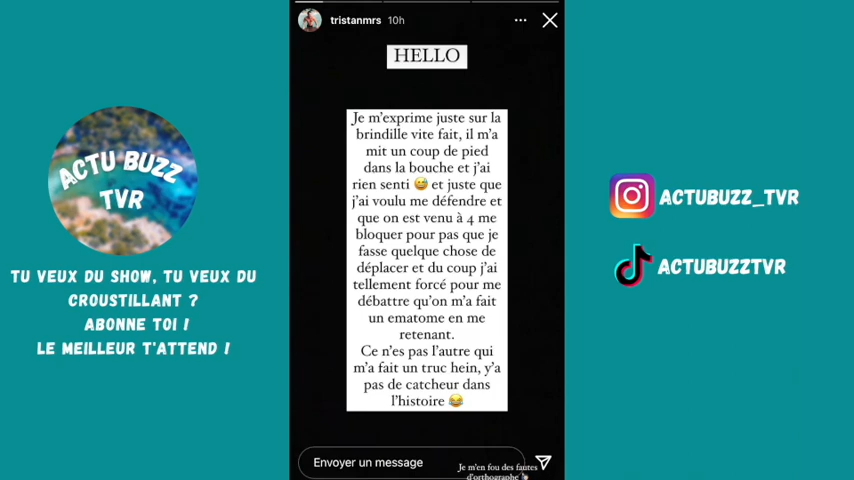 tristanmrs 10h
HELLO
Je m'exprime juste sur la
brindille vite fait, il m'a
mit un coup de pied
dans la bouche et j'ai
rien senti 😅 et juste que
j'ai voulu me défendre et
que on est venu à 4 me
bloquer pour pas que je
fasse quelque chose de
déplacer et du coup j'ai
tellement forcé pour me
débattre qu'on m'a fait
un ematome en me
retenant.
Ce n'es pas l'autre qui
m'a fait un truc hein, y'a
pas de catcheur dans
l'histoire 😂
Envoyer un message
Je m'en fou des fautes
d'orthographe
ACTU BUZZ
TVR
TU VEUX DU SHOW, TU VEUX DU
CROUSTILLANT ?
ABONNE TOI !
LE MEILLEUR T'ATTEND !
ACTUBUZZ_TVR
ACTUBUZZTVR